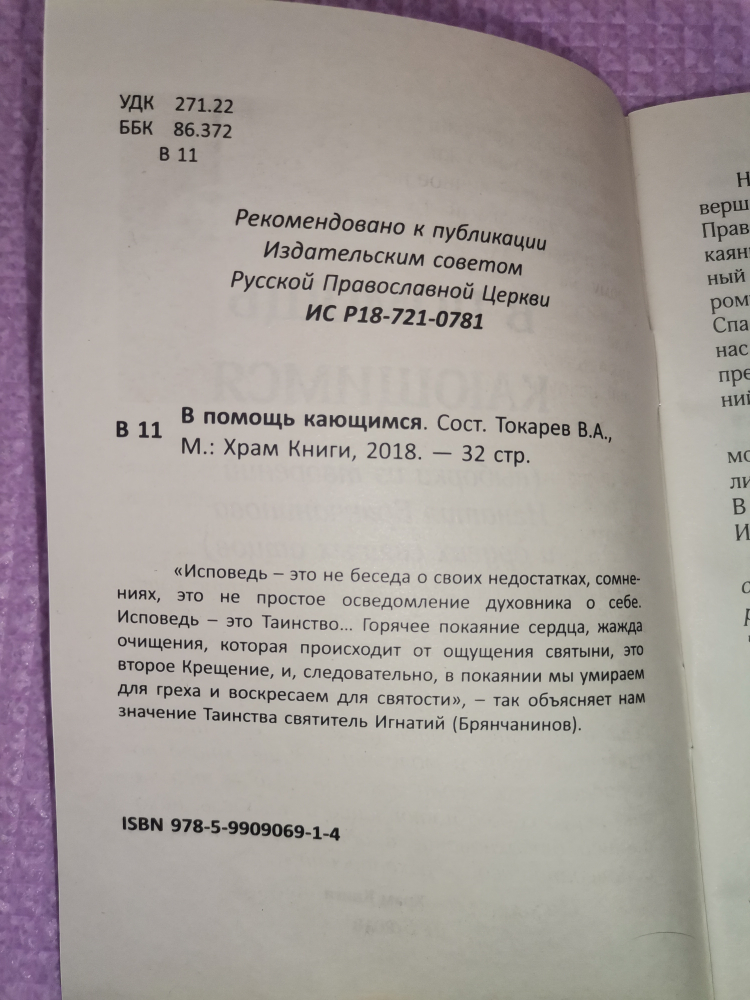 УДК 271.22
ББК 86.372
В 11
Рекомендовано к публикации
Издательским советом
Русской Православной Церкви
ИС Р18-721-0781
В 11
В помощь кающимся. Сост. Токарев В.А.,
М.: Храм Книги, 2018. — 32 стр.
«Исповедь – это не беседа о своих недостатках, сомне-
ниях, это не простое осведомление духовника о себе.
Исповедь – это Таинство... Горячее покаяние сердца, жажда
очищения, которая происходит от ощущения святыни, это
второе Крещение, и, следовательно, в покаянии мы умираем
для греха и воскресаем для святости», – так объясняет нам
значение Таинства святитель Игнатий (Брянчанинов).
ISBN 978-5-9909069-1-4